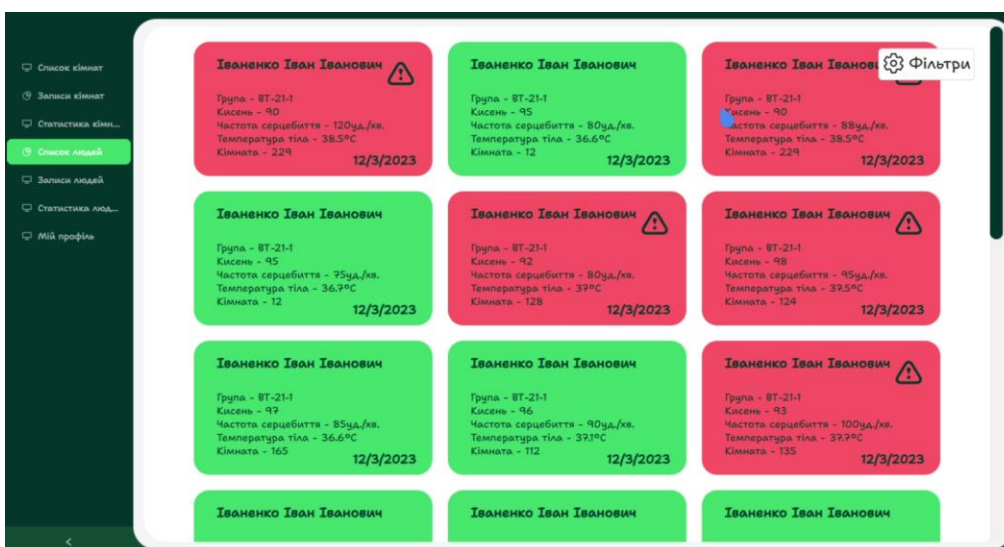 Список кімнат
Записи кімнат
Статистика кімн...
Список людей
Записи людей
Статистика люд...
Мій профіль
Фільтри
Іваненко Іван Іванович
Група - ВТ-21-1
Кисень - 90
Частота серцебиття - 120уд./хв.
Температура тіла - 38.5°C
Кімната - 229
12/3/2023
Іваненко Іван Іванович
Група - ВТ-21-1
Кисень - 95
Частота серцебиття - 80уд./хв.
Температура тіла - 36.6°C
Кімната - 12
12/3/2023
Іваненко Іван
Група - ВТ-21-1
Кисень - 90
Частота серцебиття - 88уд./хв.
Температура тіла - 38.5°C
Кімната - 229
12/3/2023
Іваненко Іван Іванович
Група - ВТ-21-1
Кисень - 95
Частота серцебиття - 75уд./хв.
Температура тіла - 36.7°C
Кімната - 12
12/3/2023
Іваненко Іван Іванович
Група - ВТ-21-1
Кисень - 92
Частота серцебиття - 80уд./хв.
Температура тіла - 37°C
Кімната - 128
12/3/2023
Іваненко Іван Іванович
Група - ВТ-21-1
Кисень - 98
Частота серцебиття - 95уд./хв.
Температура тіла - 37.5°C
Кімната - 124
12/3/2023
Іваненко Іван Іванович
Група - ВТ-21-1
Кисень - 97
Частота серцебиття - 85уд./хв.
Температура тіла - 36.6°C
Кімната - 165
12/3/2023
Іваненко Іван Іванович
Група - ВТ-21-1
Кисень - 96
Частота серцебиття - 90уд./хв.
Температура тіла - 37.1°C
Кімната - 112
12/3/2023
Іваненко Іван Іванович
Група - ВТ-21-1
Кисень - 93
Частота серцебиття - 100уд./хв.
Температура тіла - 37.7°C
Кімната - 135
12/3/2023
Іваненко Іван Іванович
Іваненко Іван Іванович
Іваненко Іван Іванович